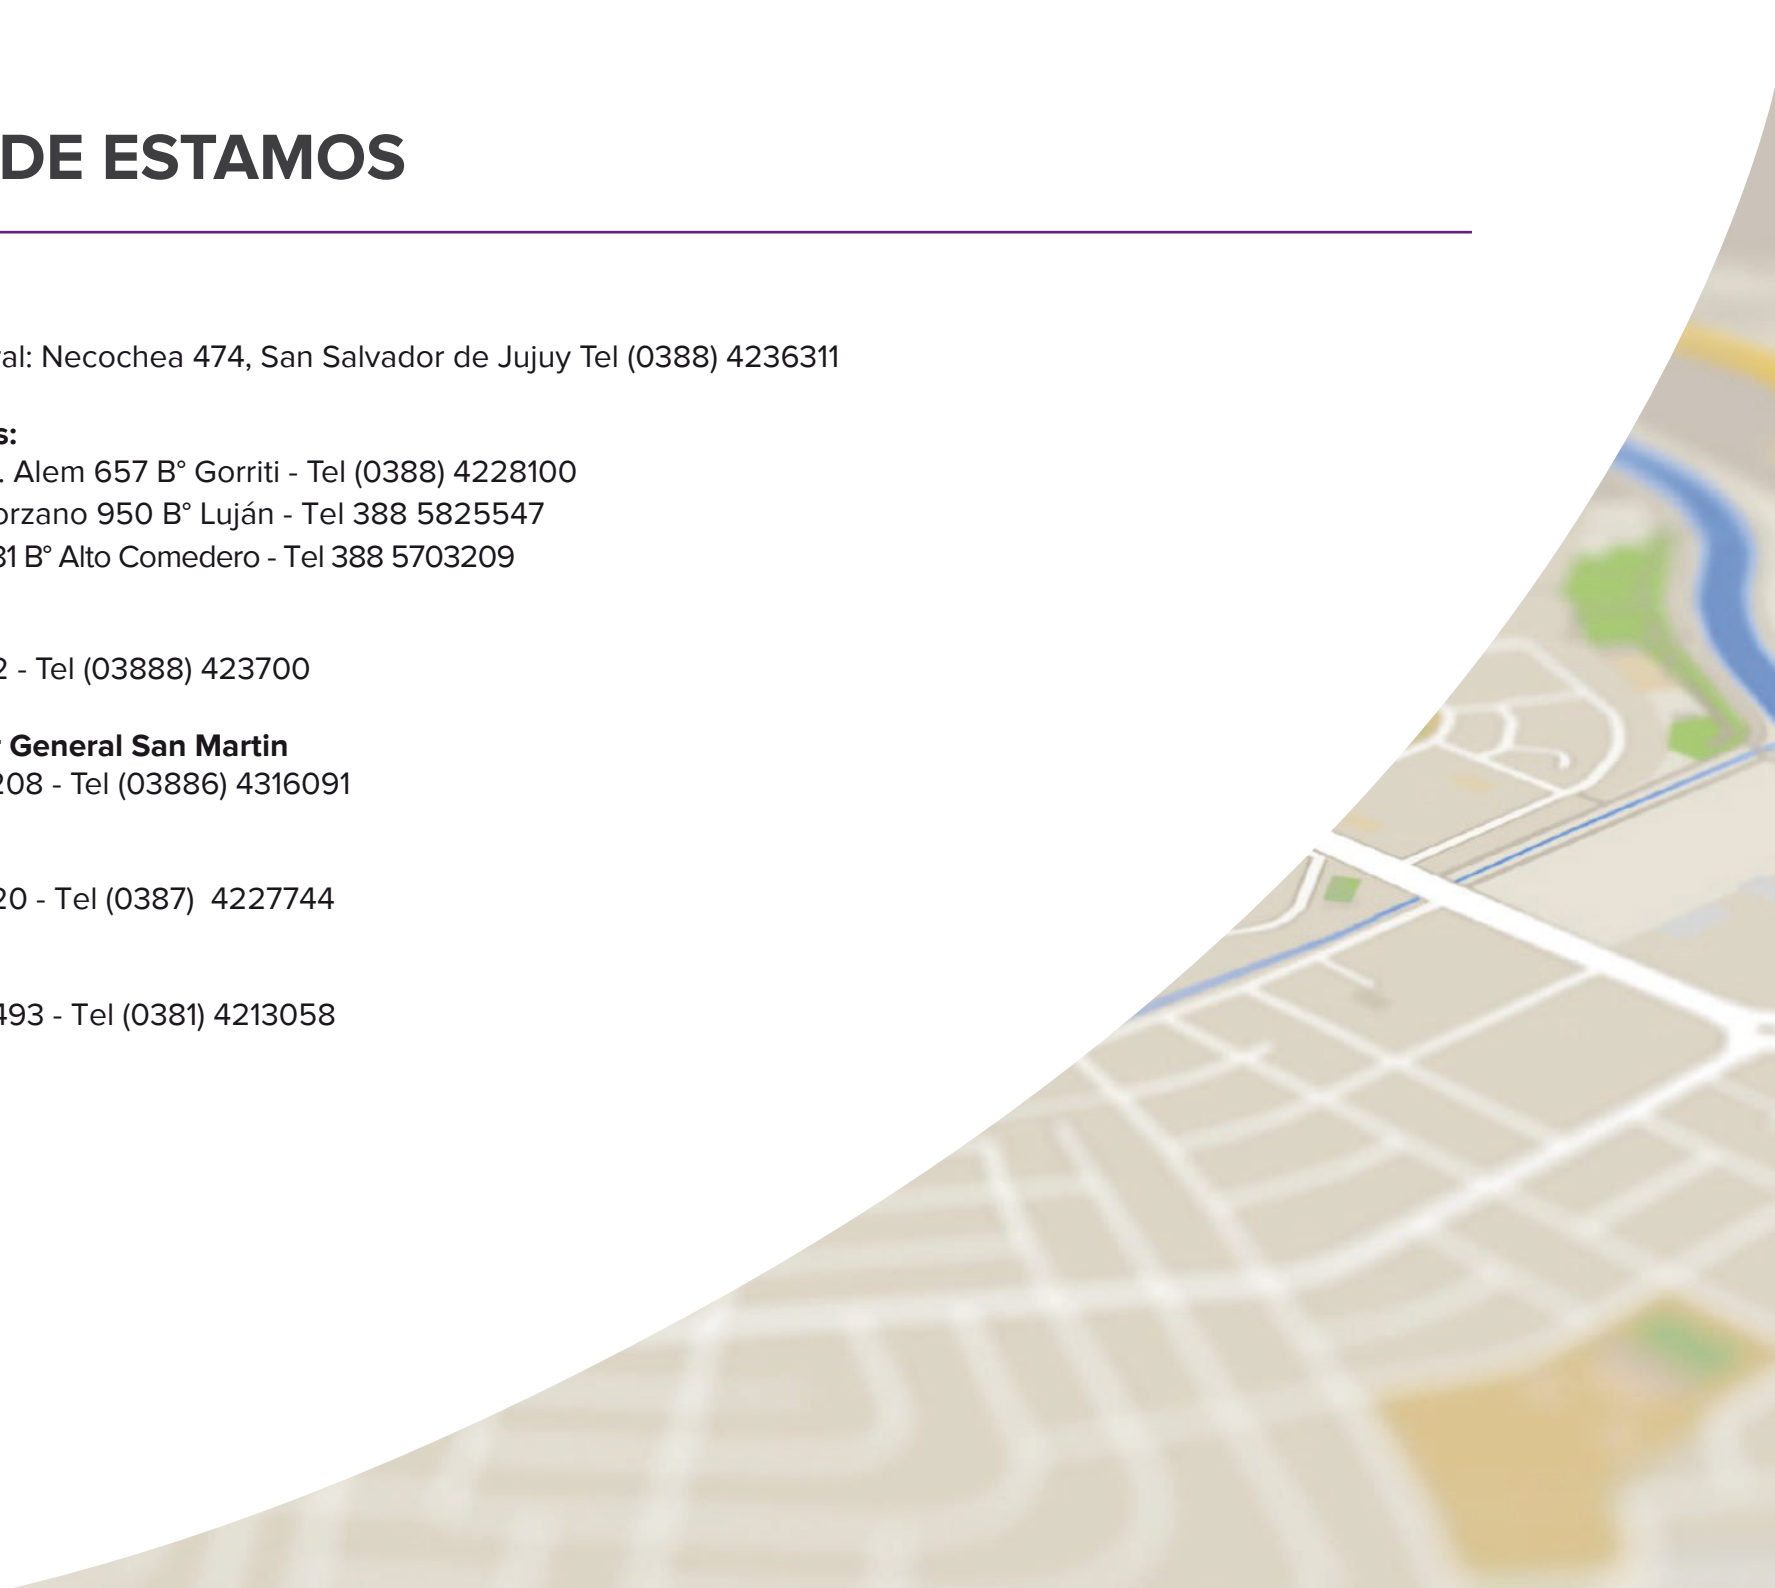 DE ESTAMOS
al: Necochea 474, San Salvador de Jujuy Tel (0388) 4236311
s:
. Alem 657 B° Gorriti - Tel (0388) 4228100
orzano 950 B° Luján - Tel 388 5825547
31 B° Alto Comedero - Tel 388 5703209
2 - Tel (03888) 423700
General San Martin
208 - Tel (03886) 4316091
20 - Tel (0387) 4227744
493 - Tel (0381) 4213058